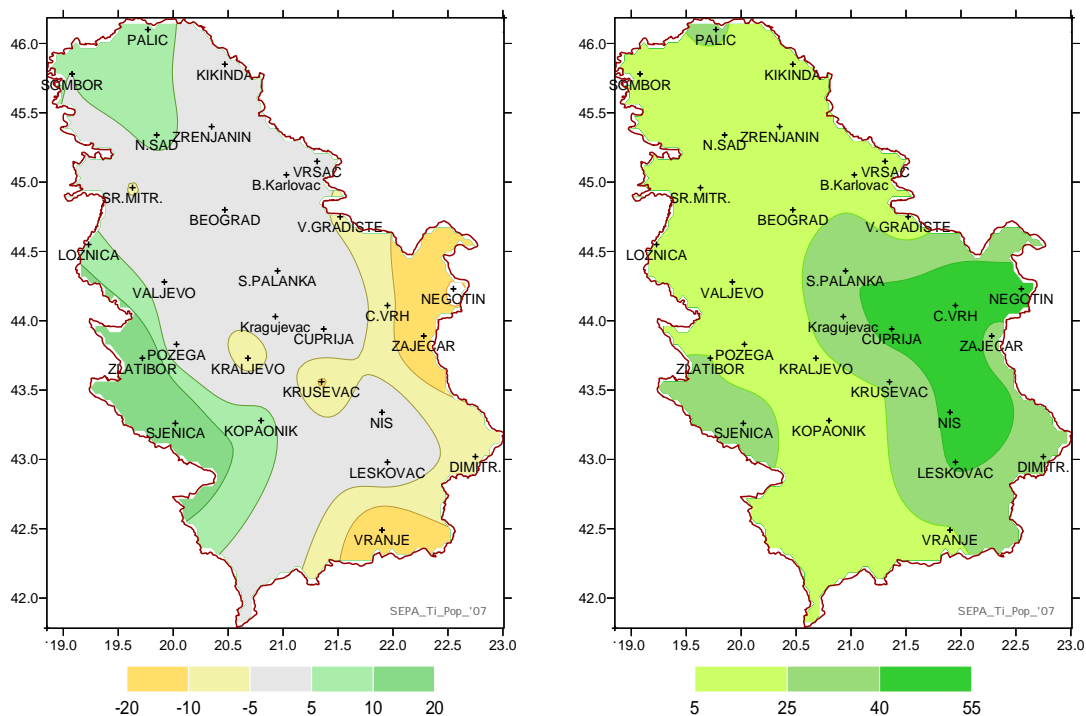 46.0
45.5
45.0
44.5
44.0
43.5
43.0
42.5
42.0
PALIC
KIKINDA
SOMBOR
ZRENJANIN
N.SAD
VRSAC
B.Karlovac
SR.MITR.
BEOGRAD
V.GRADISTE
LOZNICA
S.PALANKA
VALJEVO
NEGOTIN
C.VRH
Kragujevac
CUPRIJA
ZAJECAR
POZEGA
ZLATIBOR
KRALJEVO
KRUSEVAC
NIS
SJENICA
KOPAONIK
LESKOVAC
DIMITR.
VRANJE
SEPA_Ti_Pop_'07
19.0 19.5 20.0 20.5 21.0 21.5 22.0 22.5 23.0
-20 -10 -5 5 10 20
46.0
45.5
45.0
44.5
44.0
43.5
43.0
42.5
42.0
PALIC
KIKINDA
SOMBOR
ZRENJANIN
N.SAD
VRSAC
B.Karlovac
SR.MITR.
BEOGRAD
V.GRADISTE
LOZNICA
S.PALANKA
VALJEVO
NEGOTIN
C.VRH
Kragujevac
CUPRIJA
ZAJECAR
POZEGA
ZLATIBOR
KRALJEVO
KRUSEVAC
NIS
SJENICA
KOPAONIK
LESKOVAC
DIMITR.
VRANJE
SEPA_Ti_Pop_'07
19.0 19.5 20.0 20.5 21.0 21.5 22.0 22.5 23.0
5 25 40 55